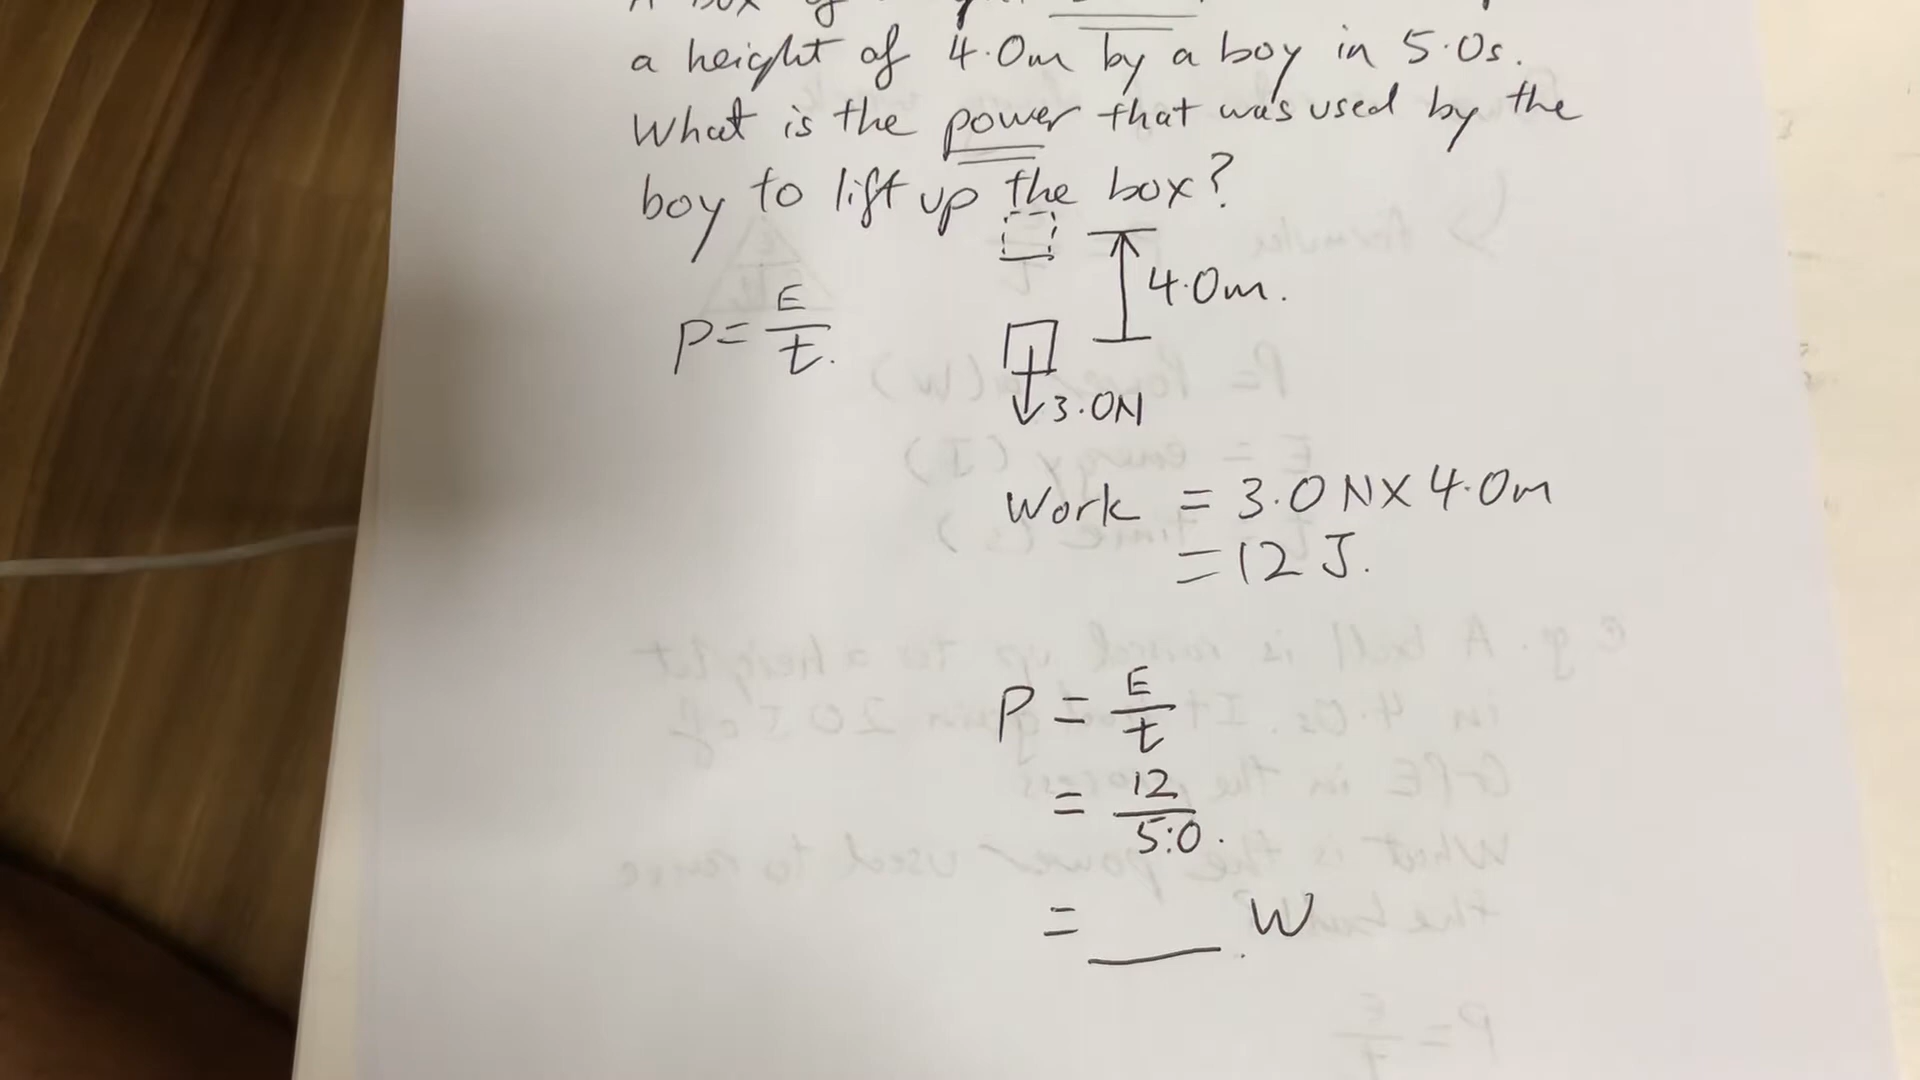 a height of 4.0m by a boy in 5.0s.
What is the power that was used by the
boy to lift up the box?
4.0m.
P = E/t.
3.0N
Work = 3.0N X 4.0m
= 12 J.
P = E/t
= 12/5.0.
= ___ W